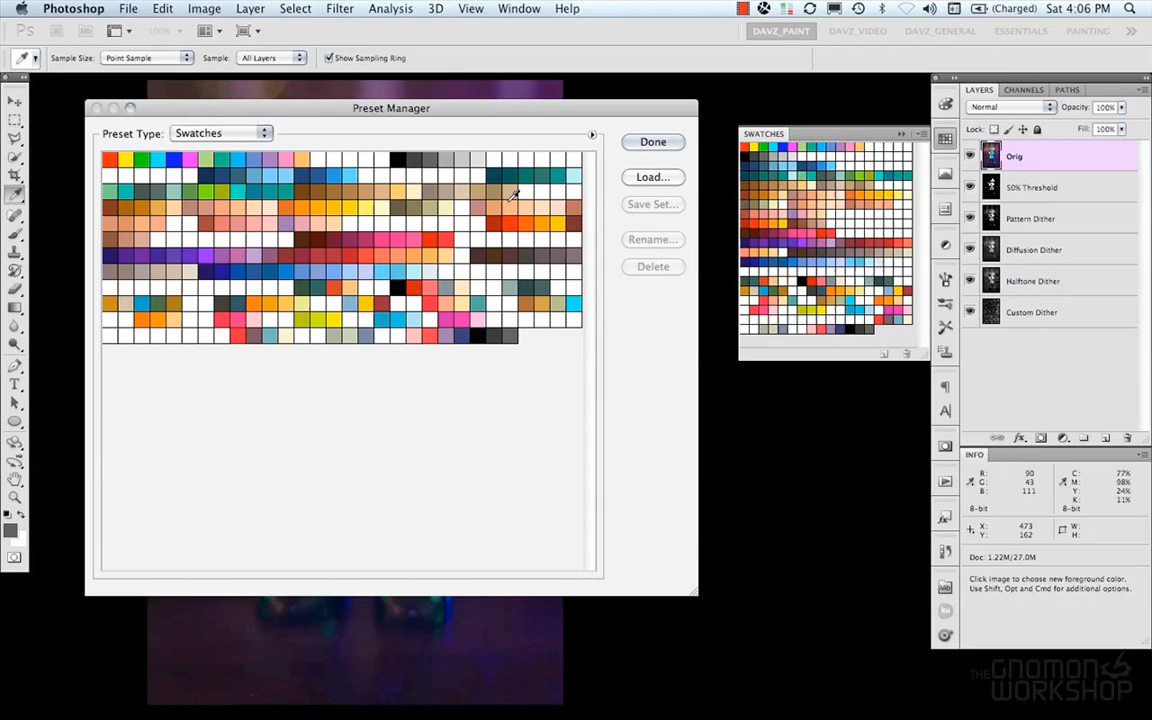 Photoshop File Edit Image Layer Select Filter Analysis 3D View Window Help (Charged) Sat 4:06 PM
Ps Mb 100% DAVZ_PAINT DAVZ_VIDEO DAVZ_GENERAL ESSENTIALS PAINTING
Sample Size: Point Sample Sample: All Layers Show Sampling Ring
Preset Manager
Preset Type: Swatches
Done
Load...
Save Set...
Rename...
Delete
SWATCHES
LAYERS CHANNELS PATHS
Normal Opacity: 100%
Lock: Fill: 100%
Orig
50% Threshold
Pattern Dither
Diffusion Dither
Halftone Dither
Custom Dither
INFO
R: 90 C: 77%
G: 43 M: 98%
B: 111 Y: 24%
K: 11%
8-bit 8-bit
X: 473 W:
Y: 162 H:
Doc: 1.22M/27.0M
Click image to choose new foreground color.
Use Shift, Opt and Cmd for additional options.
THE GNOMON
WORKSHOP